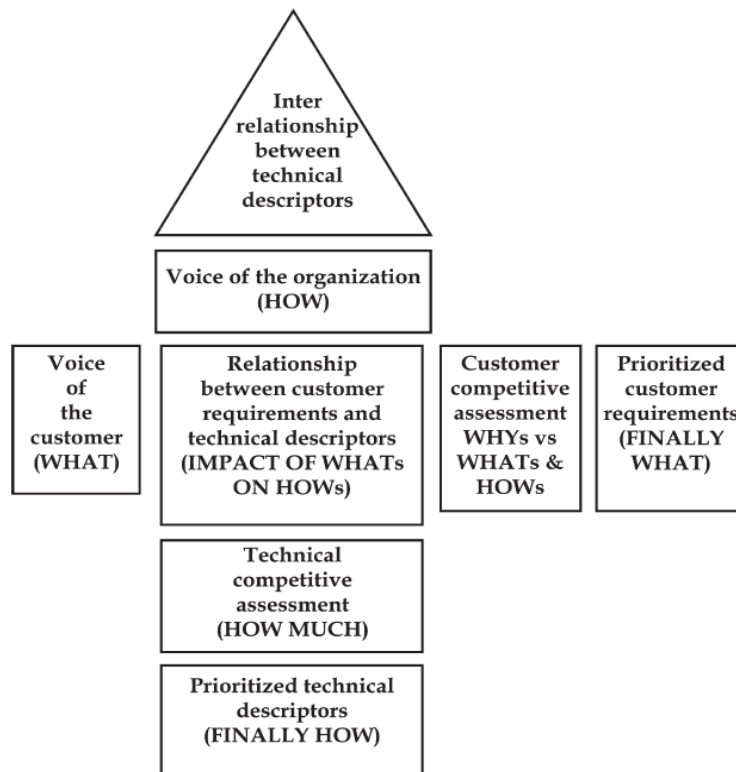 Inter
relationship
between
technical
descriptors
Voice of the organization
(HOW)
Voice
of
the
customer
(WHAT)
Relationship
between customer
requirements and
technical descriptors
(IMPACT OF WHATs
ON HOWs)
Customer
competitive
assessment
WHYs vs
WHATs &
HOWs
Prioritized
customer
requirements
(FINALLY
WHAT)
Technical
competitive
assessment
(HOW MUCH)
Prioritized technical
descriptors
(FINALLY HOW)